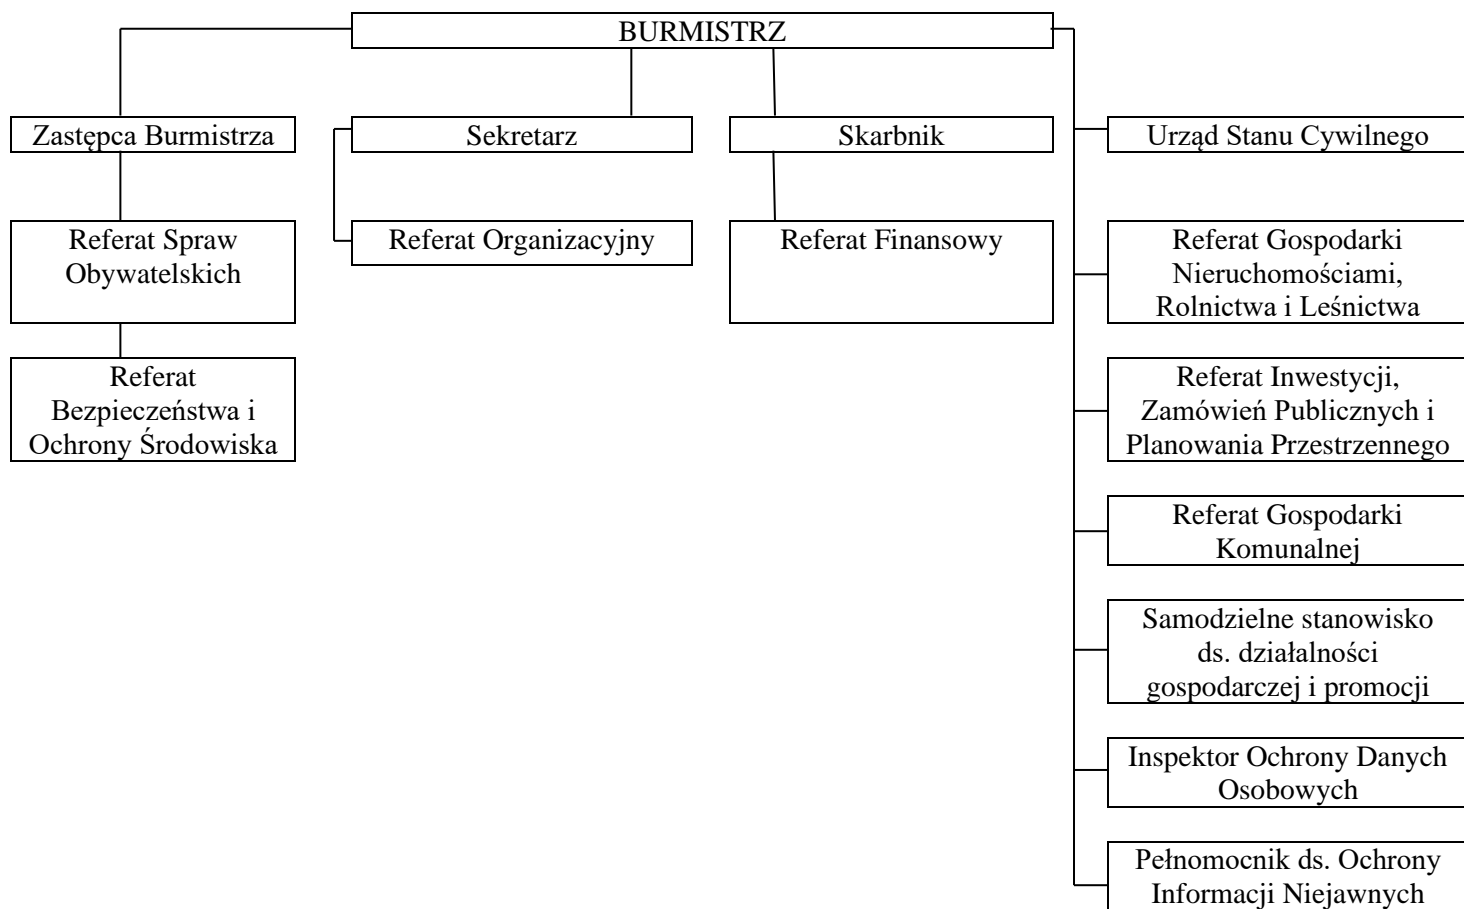 BURMISTRZ
Zastępca Burmistrza
Sekretarz
Skarbnik
Urząd Stanu Cywilnego
Referat Spraw
Obywatelskich
Referat Organizacyjny
Referat Finansowy
Referat Gospodarki
Nieruchomościami,
Rolnictwa i Leśnictwa
Referat
Bezpieczeństwa i
Ochrony Środowiska
Referat Inwestycji,
Zamówień Publicznych i
Planowania Przestrzennego
Referat Gospodarki
Komunalnej
Samodzielne stanowisko
ds. działalności
gospodarczej i promocji
Inspektor Ochrony Danych
Osobowych
Pełnomocnik ds. Ochrony
Informacji Niejawnych